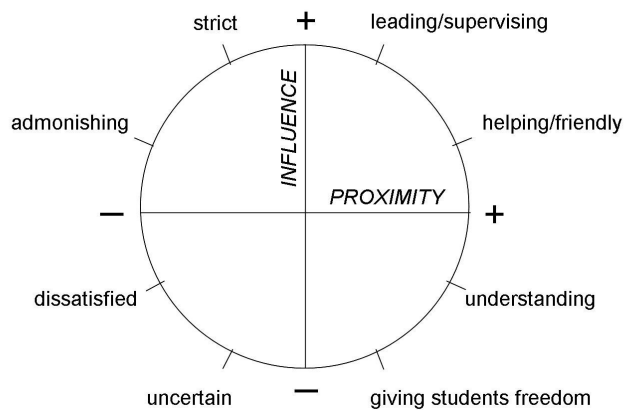 strict
+
leading/supervising
admonishing
INFLUENCE
helping/friendly
PROXIMITY
−
+
dissatisfied
understanding
uncertain
−
giving students freedom